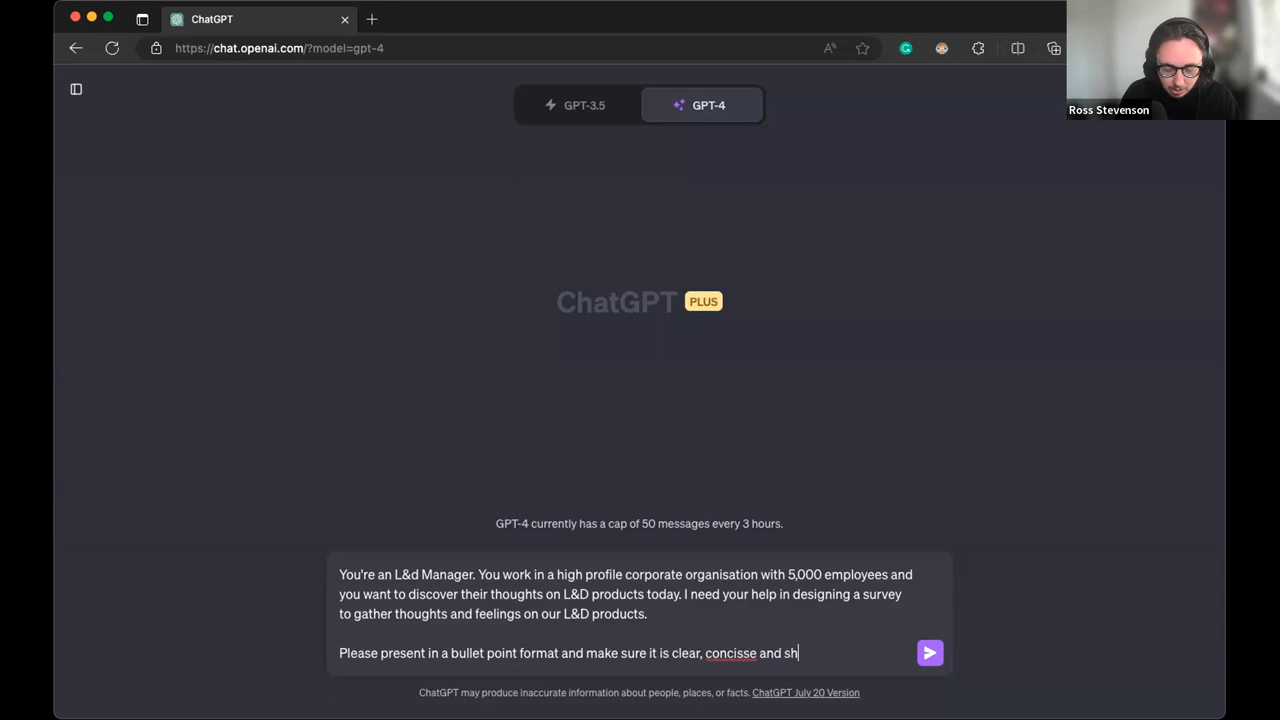 ChatGPT
https://chat.openai.com/?model=gpt-4
Ross Stevenson
GPT-3.5
GPT-4
ChatGPT PLUS
GPT-4 currently has a cap of 50 messages every 3 hours.
You're an L&d Manager. You work in a high profile corporate organisation with 5,000 employees and
you want to discover their thoughts on L&D products today. I need your help in designing a survey
to gather thoughts and feelings on our L&D products.
Please present in a bullet point format and make sure it is clear, concisse and sh
ChatGPT may produce inaccurate information about people, places, or facts. ChatGPT July 20 Version